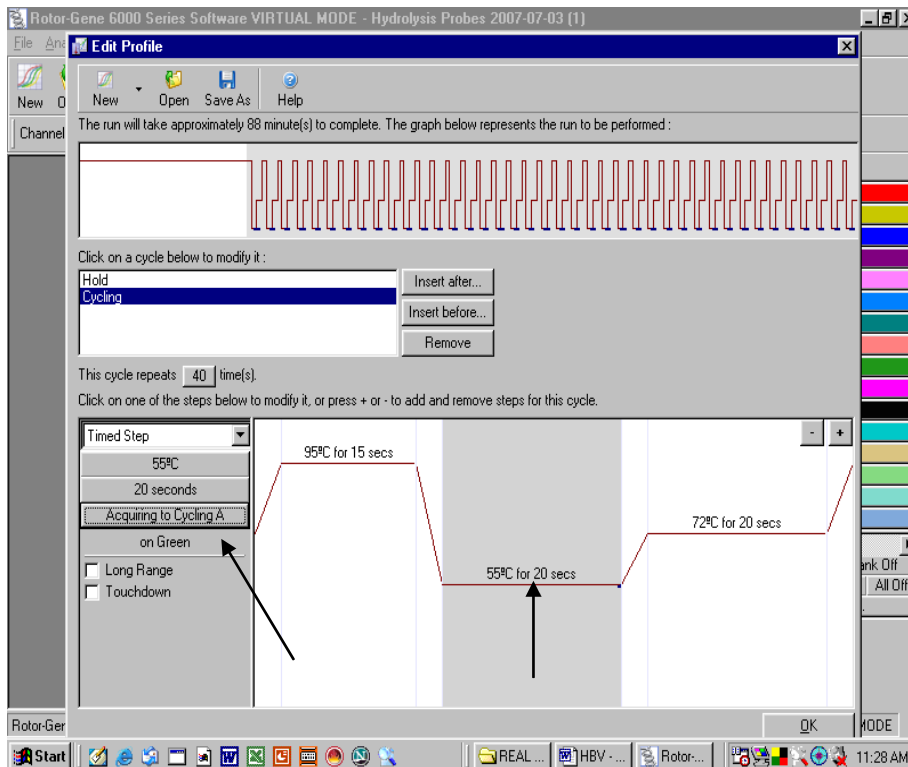 Rotor-Gene 6000 Series Software VIRTUAL MODE - Hydrolysis Probes 2007-07-03 (1)
File Ana
Edit Profile
New
New Open Save As Help
Channel
The run will take approximately 88 minute(s) to complete. The graph below represents the run to be performed :
Click on a cycle below to modify it :
Hold
Cycling
Insert after...
Insert before...
Remove
This cycle repeats 40 time(s).
Click on one of the steps below to modify it, or press + or - to add and remove steps for this cycle.
Timed Step
- +
55ºC
20 seconds
Acquiring to Cycling A
on Green
Long Range
Touchdown
95ºC for 15 secs
55ºC for 20 secs
72ºC for 20 secs
ank Off
All Off
OK
Rotor-Ger
MODE
Start
REAL ...
HBV - ...
Rotor-...
11:28 AM